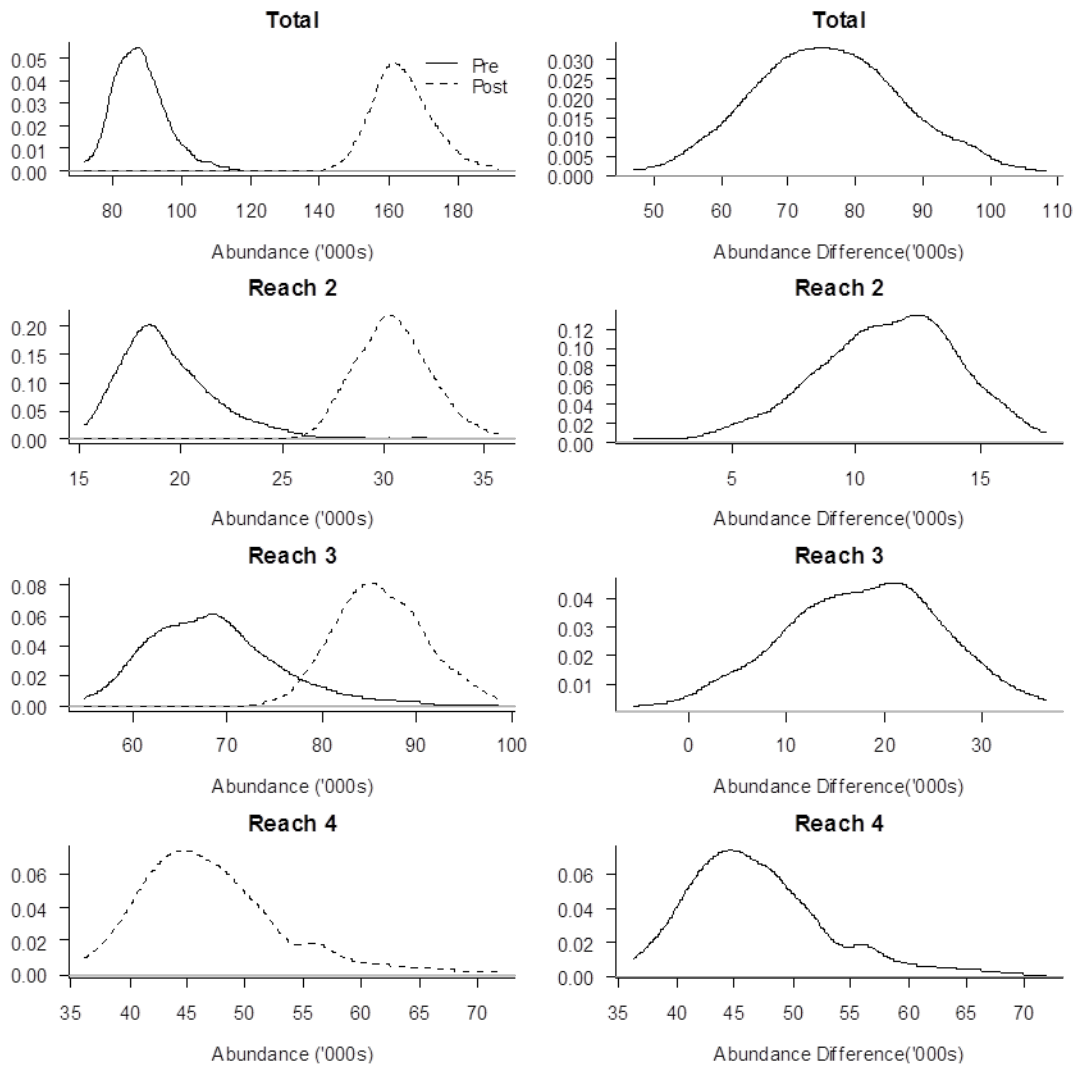 Total
0.05
0.04
0.03
0.02
0.01
0.00
Pre
Post
80 100 120 140 160 180
Abundance ('000s)
Total
0.030
0.025
0.020
0.015
0.010
0.005
0.000
50 60 70 80 90 100 110
Abundance Difference('000s)
Reach 2
0.20
0.15
0.10
0.05
0.00
15 20 25 30 35
Abundance ('000s)
Reach 2
0.12
0.10
0.08
0.06
0.04
0.02
0.00
5 10 15
Abundance Difference('000s)
Reach 3
0.08
0.06
0.04
0.02
0.00
60 70 80 90 100
Abundance ('000s)
Reach 3
0.04
0.03
0.02
0.01
0 10 20 30
Abundance Difference('000s)
Reach 4
0.06
0.04
0.02
0.00
35 40 45 50 55 60 65 70
Abundance ('000s)
Reach 4
0.06
0.04
0.02
0.00
35 40 45 50 55 60 65 70
Abundance Difference('000s)